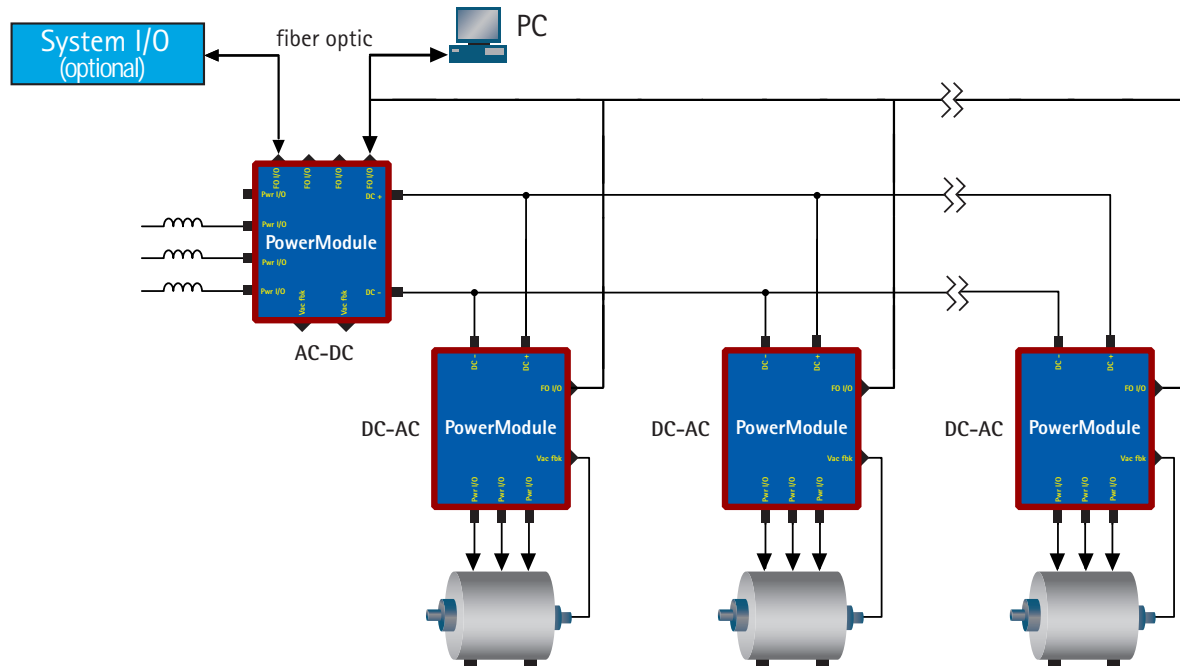 System I/O
(optional)
fiber optic
PC
FO I/O
FO I/O
FO I/O
FO I/O
Pwr I/O
DC +
Pwr I/O
PowerModule
Pwr I/O
Pwr I/O
DC -
Vac fbk
Vac fbk
AC-DC
DC -
DC +
FO I/O
DC-AC
PowerModule
Vac fbk
Pwr I/O
Pwr I/O
Pwr I/O
DC -
DC +
FO I/O
DC-AC
PowerModule
Vac fbk
Pwr I/O
Pwr I/O
Pwr I/O
DC -
DC +
FO I/O
DC-AC
PowerModule
Vac fbk
Pwr I/O
Pwr I/O
Pwr I/O